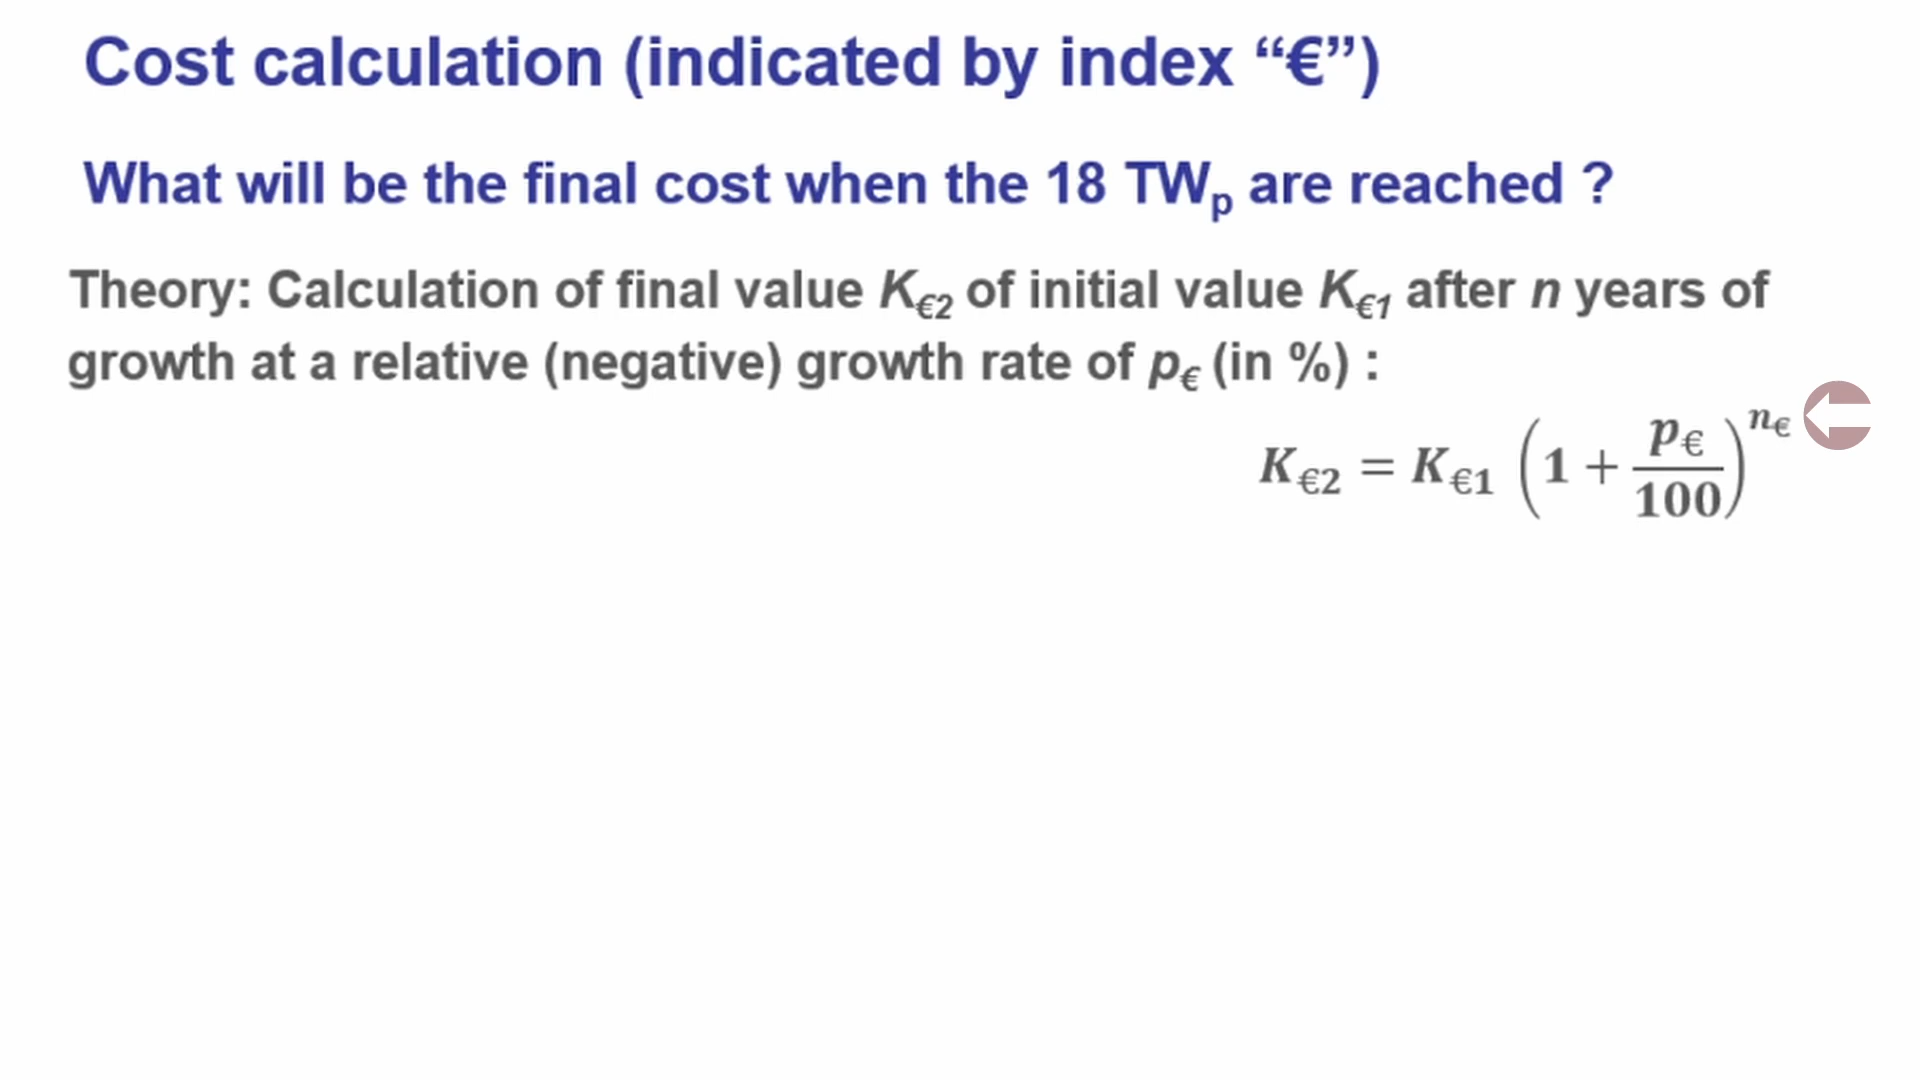 Cost calculation (indicated by index “€”)
What will be the final cost when the 18 TWₚ are reached ?
Theory: Calculation of final value K€2 of initial value K€1 after n years of
growth at a relative (negative) growth rate of p€ (in %) :
K€2 = K€1 (1 + p€/100)^n€